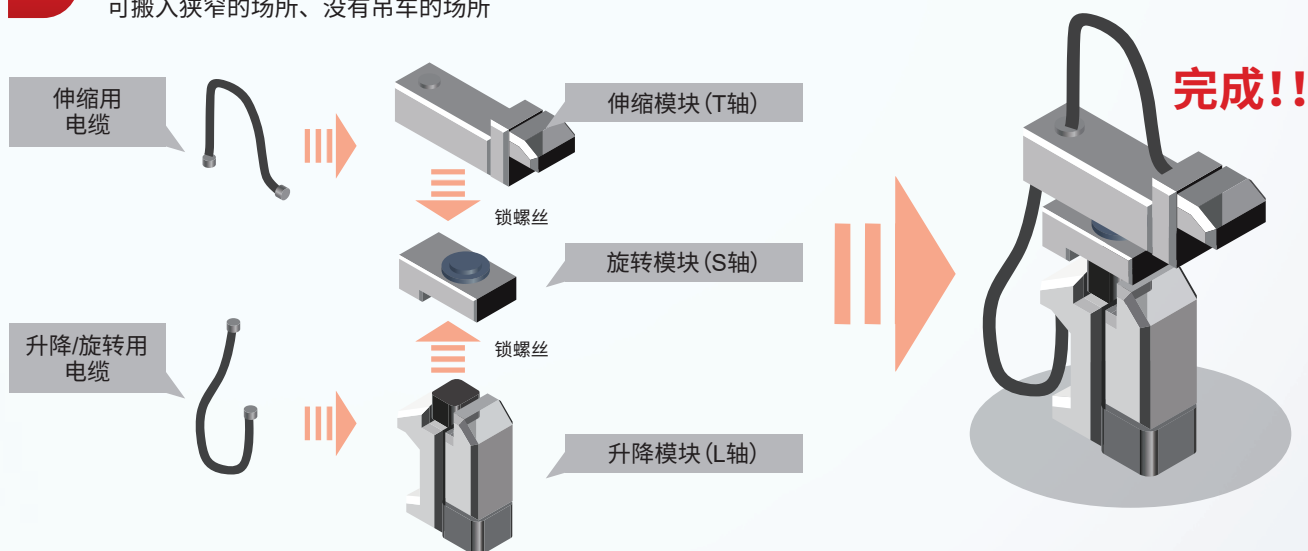 可搬入狭窄的场所、没有吊车的场所
伸缩用
电缆
伸缩模块（T轴）
完成!!
锁螺丝
旋转模块（S轴）
升降/旋转用
电缆
锁螺丝
升降模块（L轴）